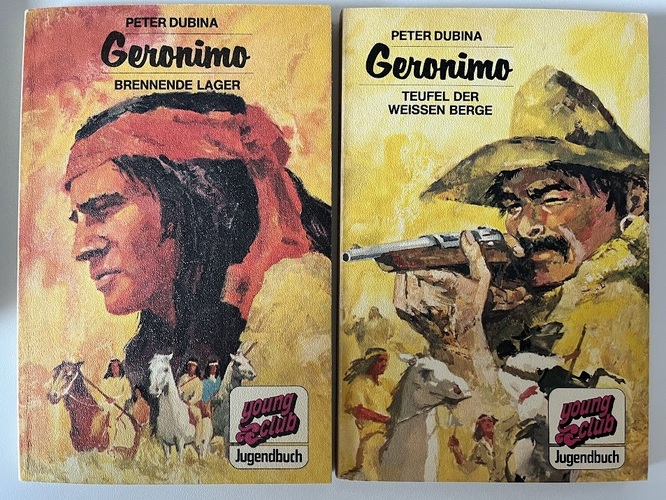 PETER DUBINA
Geronimo
BRENNENDE LAGER
young
club
Jugendbuch
PETER DUBINA
Geronimo
TEUFEL DER
WEISSEN BERGE
young
club
Jugendbuch